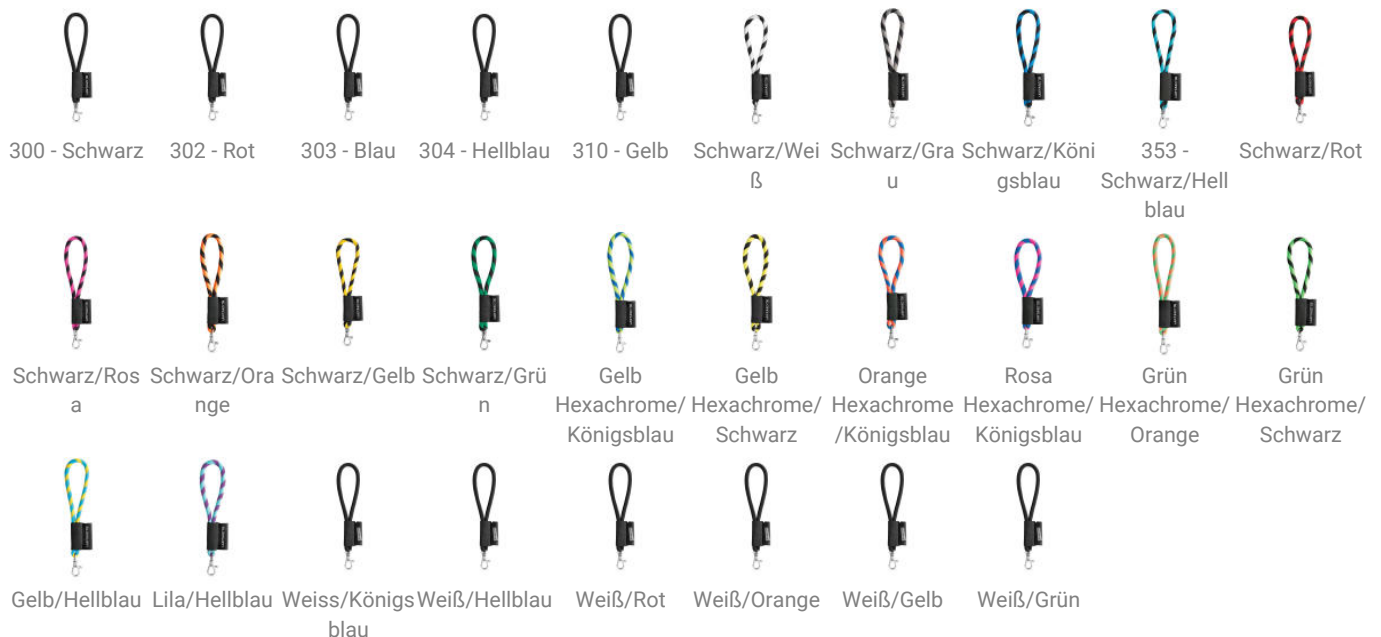 300 - Schwarz
302 - Rot
303 - Blau
304 - Hellblau
310 - Gelb
Schwarz/Wei
ß
Schwarz/Gra
u
Schwarz/Köni
gsblau
353 -
Schwarz/Hell
blau
Schwarz/Rot
Schwarz/Ros
a
Schwarz/Ora
nge
Schwarz/Gelb
Schwarz/Grü
n
Gelb
Hexachrome/
Königsblau
Gelb
Hexachrome/
Schwarz
Orange
Hexachrome
/Königsblau
Rosa
Hexachrome/
Königsblau
Grün
Hexachrome/
Orange
Grün
Hexachrome/
Schwarz
Gelb/Hellblau
Lila/Hellblau
Weiss/Königs
blau
Weiß/Hellblau
Weiß/Rot
Weiß/Orange
Weiß/Gelb
Weiß/Grün